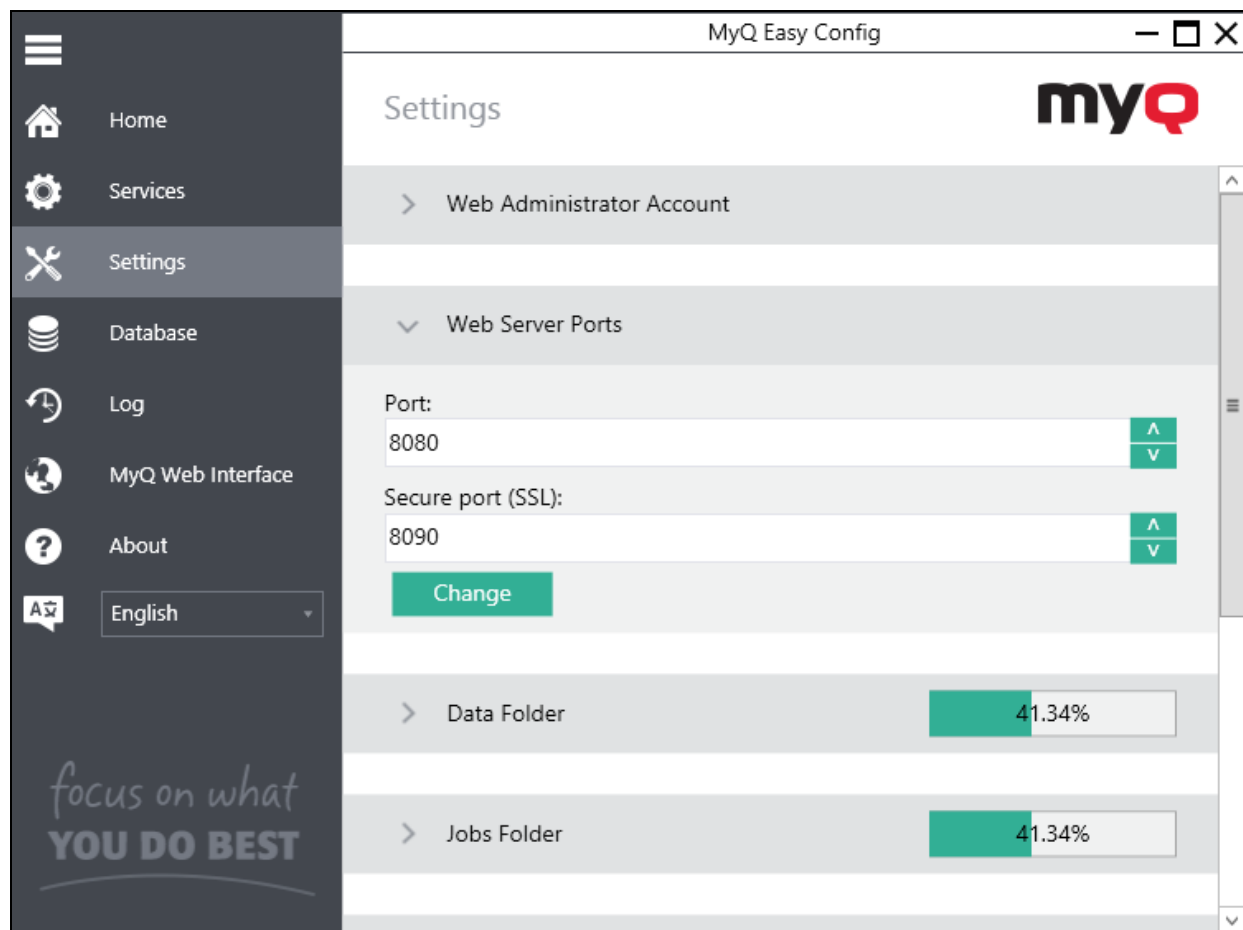 MyQ Easy Config
Home
Services
Settings
Database
Log
MyQ Web Interface
About
A
English
focus on what
YOU DO BEST
Settings
myQ
Web Administrator Account
Web Server Ports
Port:
8080
Secure port (SSL):
8090
Change
Data Folder
41.34%
Jobs Folder
41.34%